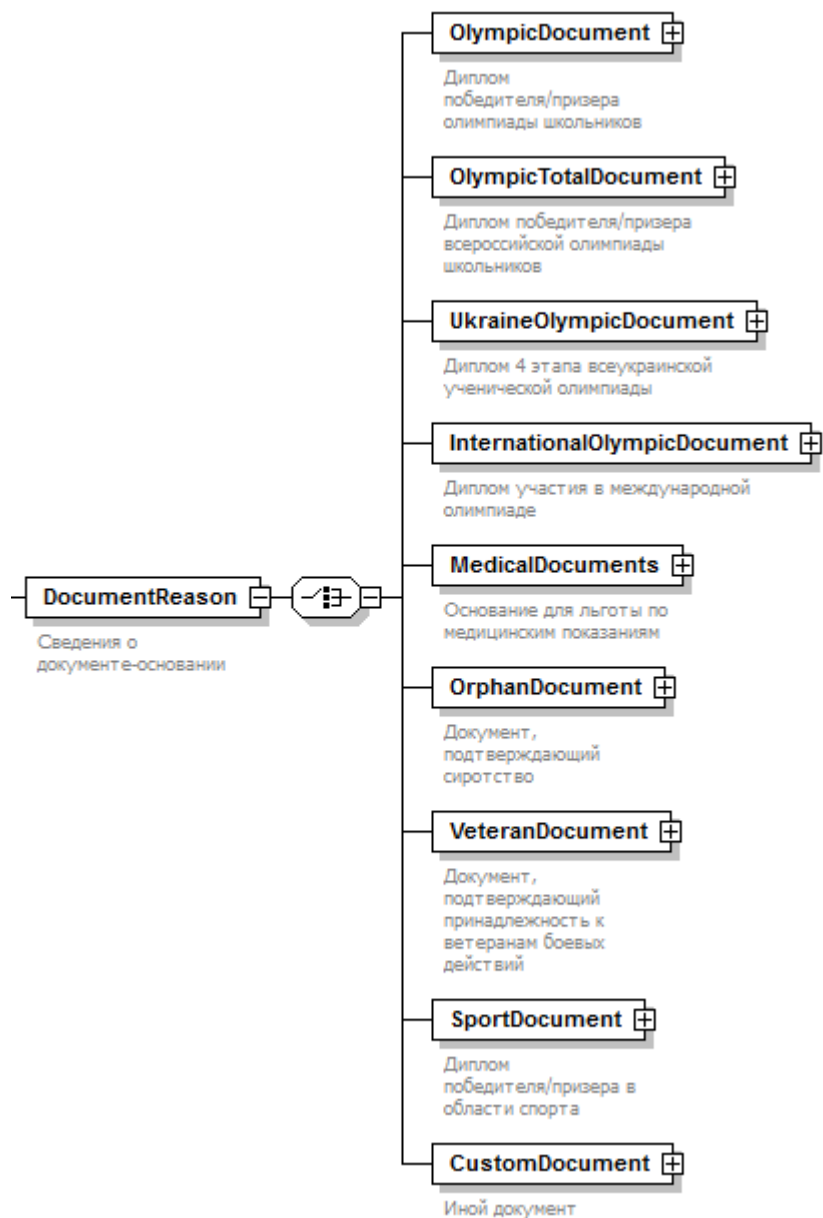 OlympicDocument
Диплом
победителя/призера
олимпиады школьников
OlympicTotalDocument
Диплом победителя/призера
всероссийской олимпиады
школьников
UkraineOlympicDocument
Диплом 4 этапа всеукраинской
ученической олимпиады
InternationalOlympicDocument
Диплом участия в международной
олимпиаде
MedicalDocuments
Основание для льготы по
медицинским показаниям
DocumentReason
Сведения о
документе-основании
OrphanDocument
Документ,
подтверждающий
сиротство
VeteranDocument
Документ,
подтверждающий
принадлежность к
ветеранам боевых
действий
SportDocument
Диплом
победителя/призера в
области спорта
CustomDocument
Иной документ